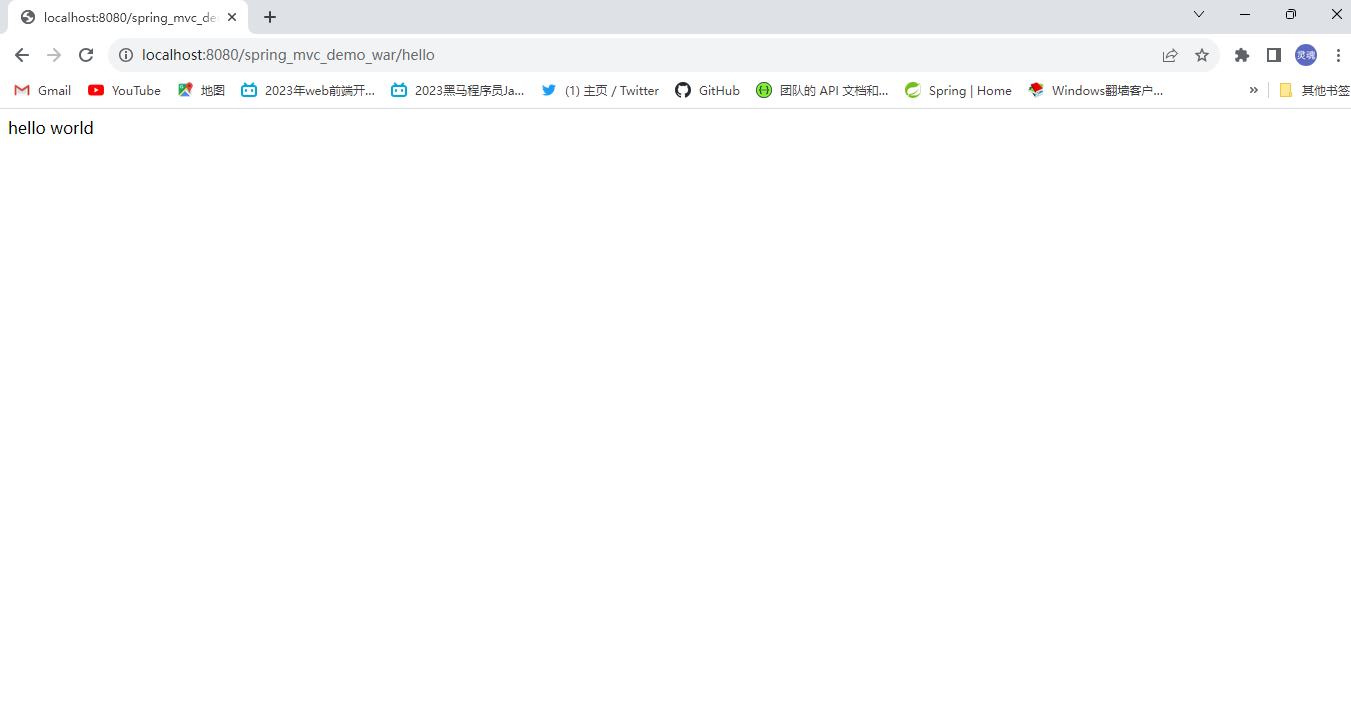 localhost:8080/spring_mvc_de
localhost:8080/spring_mvc_demo_war/hello
灵魂
Gmail YouTube 地图 2023年web前端开... 2023黑马程序员Ja... (1) 主页 / Twitter GitHub 团队的 API 文档和... Spring | Home Windows翻墙客户... » 其他书签
hello world